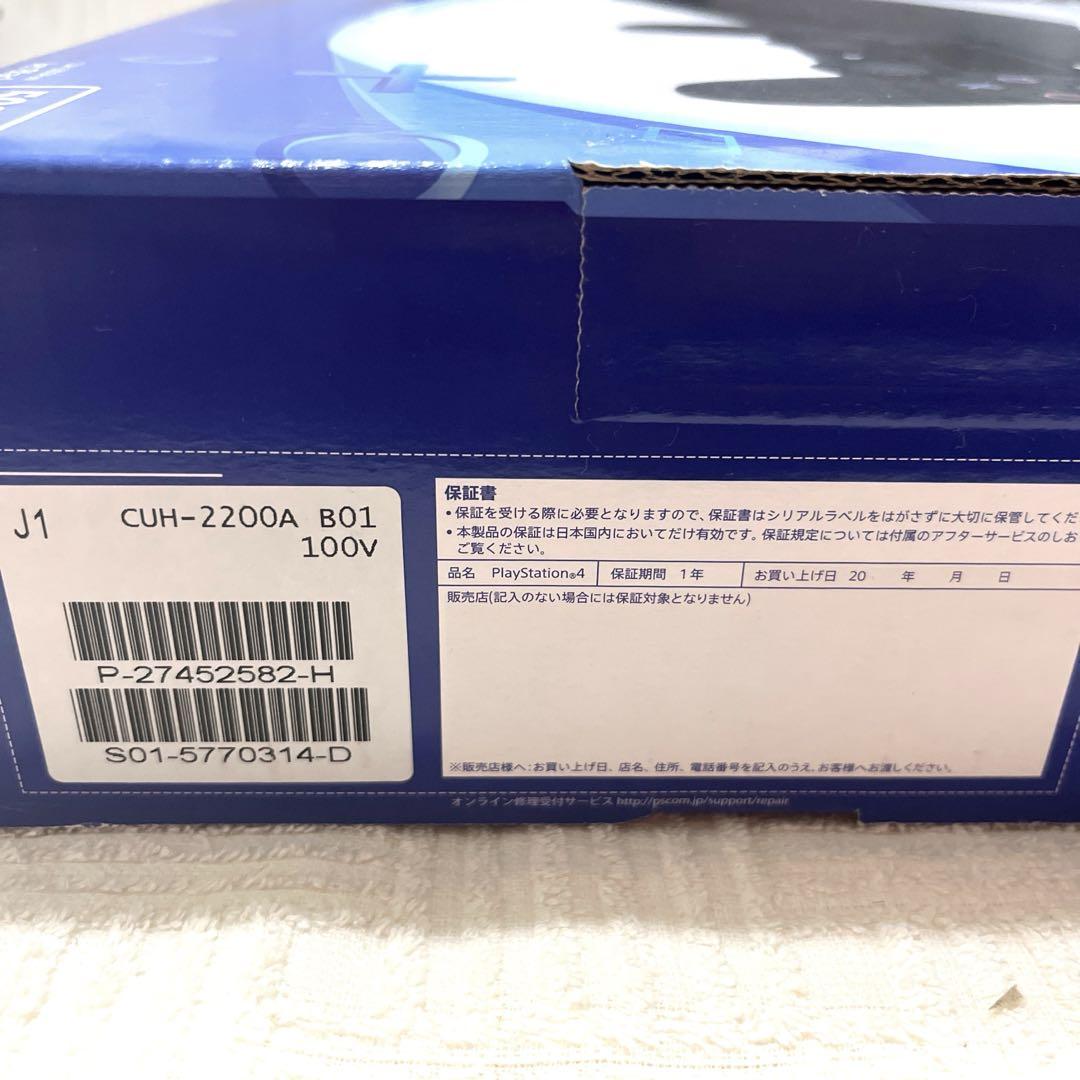 J1
CUH-2200A B01
100V
P-27452582-H
S01-5770314-D
保証書
•保証を受ける際に必要となりますので、保証書はシリアルラベルをはがさずに大切に保管してくだ
•本製品の保証は日本国内においてだけ有効です。保証規定については付属のアフターサービスのしお
ご覧ください。
品名 PlayStation®4 保証期間 1年 お買い上げ日 20 年 月 日
販売店(記入のない場合には保証対象となりません)
※販売店様へ:お買い上げ日、店名、住所、電話番号を記入のうえ、お客様へお渡しください。
オンライン修理受付サービス http://pscom.jp/support/repair